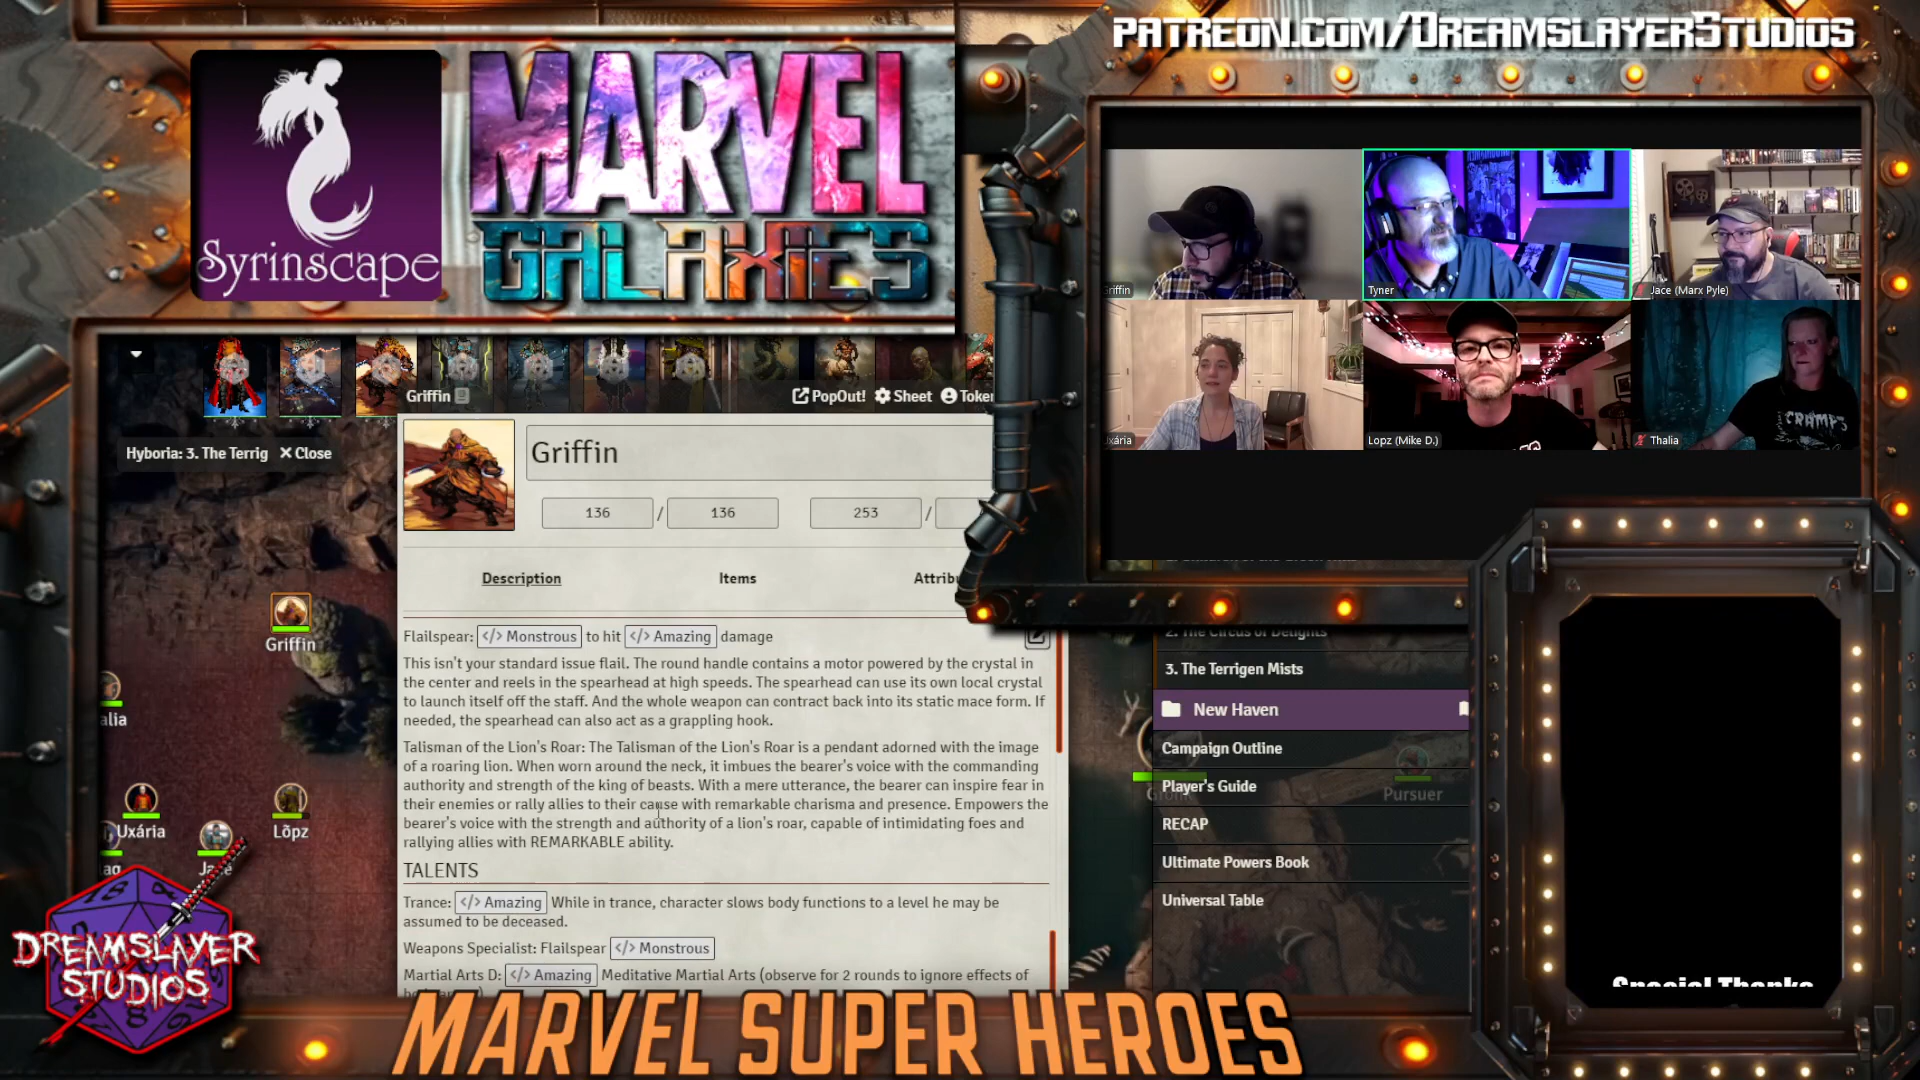 PATREON.COM/DREAMSLAYERSTUDIOS
Syrinscape
MARVEL
GALAXIES
Griffin
Tyner
Jace (Marx Pyle)
Uxária
Lopz (Mike D.)
Thalia
CRAMPS
Griffin
PopOut!
Sheet
Token
Hyboria: 3. The Terrig
Close
Griffin
136 / 136
253 /
Description
Items
Griffin
Flailspear: </> Monstrous to hit </> Amazing damage
This isn't your standard issue flail. The round handle contains a motor powered by the crystal in
the center and reels in the spearhead at high speeds. The spearhead can use its own local crystal
to launch itself off the staff. And the whole weapon can contract back into its static mace form. If
needed, the spearhead can also act as a grappling hook.
Talisman of the Lion's Roar: The Talisman of the Lion's Roar is a pendant adorned with the image
of a roaring lion. When worn around the neck, it imbues the bearer's voice with the commanding
authority and strength of the king of beasts. With a mere utterance, the bearer can inspire fear in
their enemies or rally allies to their cause with remarkable charisma and presence. Empowers the
bearer's voice with the strength and authority of a lion's roar, capable of intimidating foes and
rallying allies with REMARKABLE ability.
TALENTS
Trance: </> Amazing While in trance, character slows body functions to a level he may be
assumed to be deceased.
Weapons Specialist: Flailspear </> Monstrous
Martial Arts D: </> Amazing Meditative Martial Arts (observe for 2 rounds to ignore effects of
alia
Uxária
Lõpz
2. The Circus of Delights
3. The Terrigen Mists
New Haven
Campaign Outline
Player's Guide
RECAP
Ultimate Powers Book
Universal Table
Pursuer
DREAMSLAYER
STUDIOS
Special Thanks
MARVEL SUPER HEROES